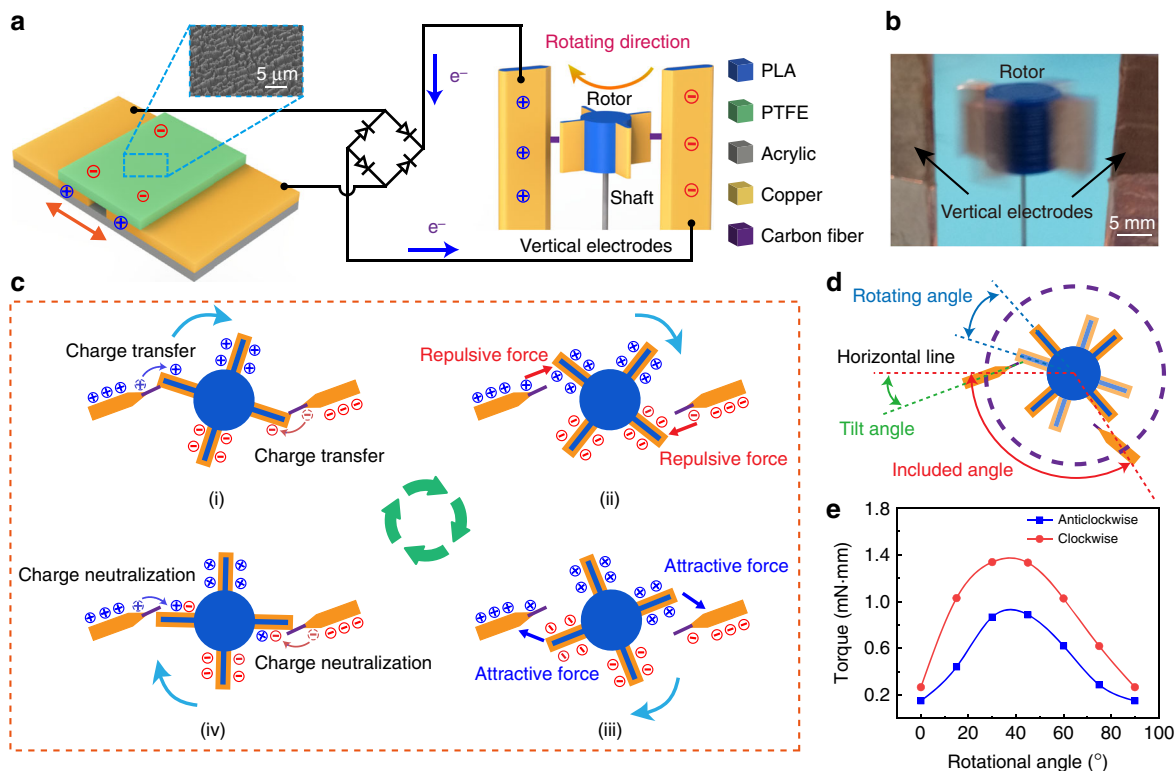 a
5 μm
e−
e−
Rotating direction
Rotor
Shaft
Vertical electrodes
PLA
PTFE
Acrylic
Copper
Carbon fiber
b
Rotor
Vertical electrodes
5 mm
c
Charge transfer
Charge transfer
(i)
Repulsive force
Repulsive force
(ii)
Charge neutralization
Charge neutralization
(iv)
Attractive force
Attractive force
(iii)
d
Rotating angle
Horizontal line
Tilt angle
Included angle
e
Torque (mN·mm)
1.8
1.4
1.0
0.6
0.2
Anticlockwise
Clockwise
0
20
40
60
80
100
Rotational angle (°)